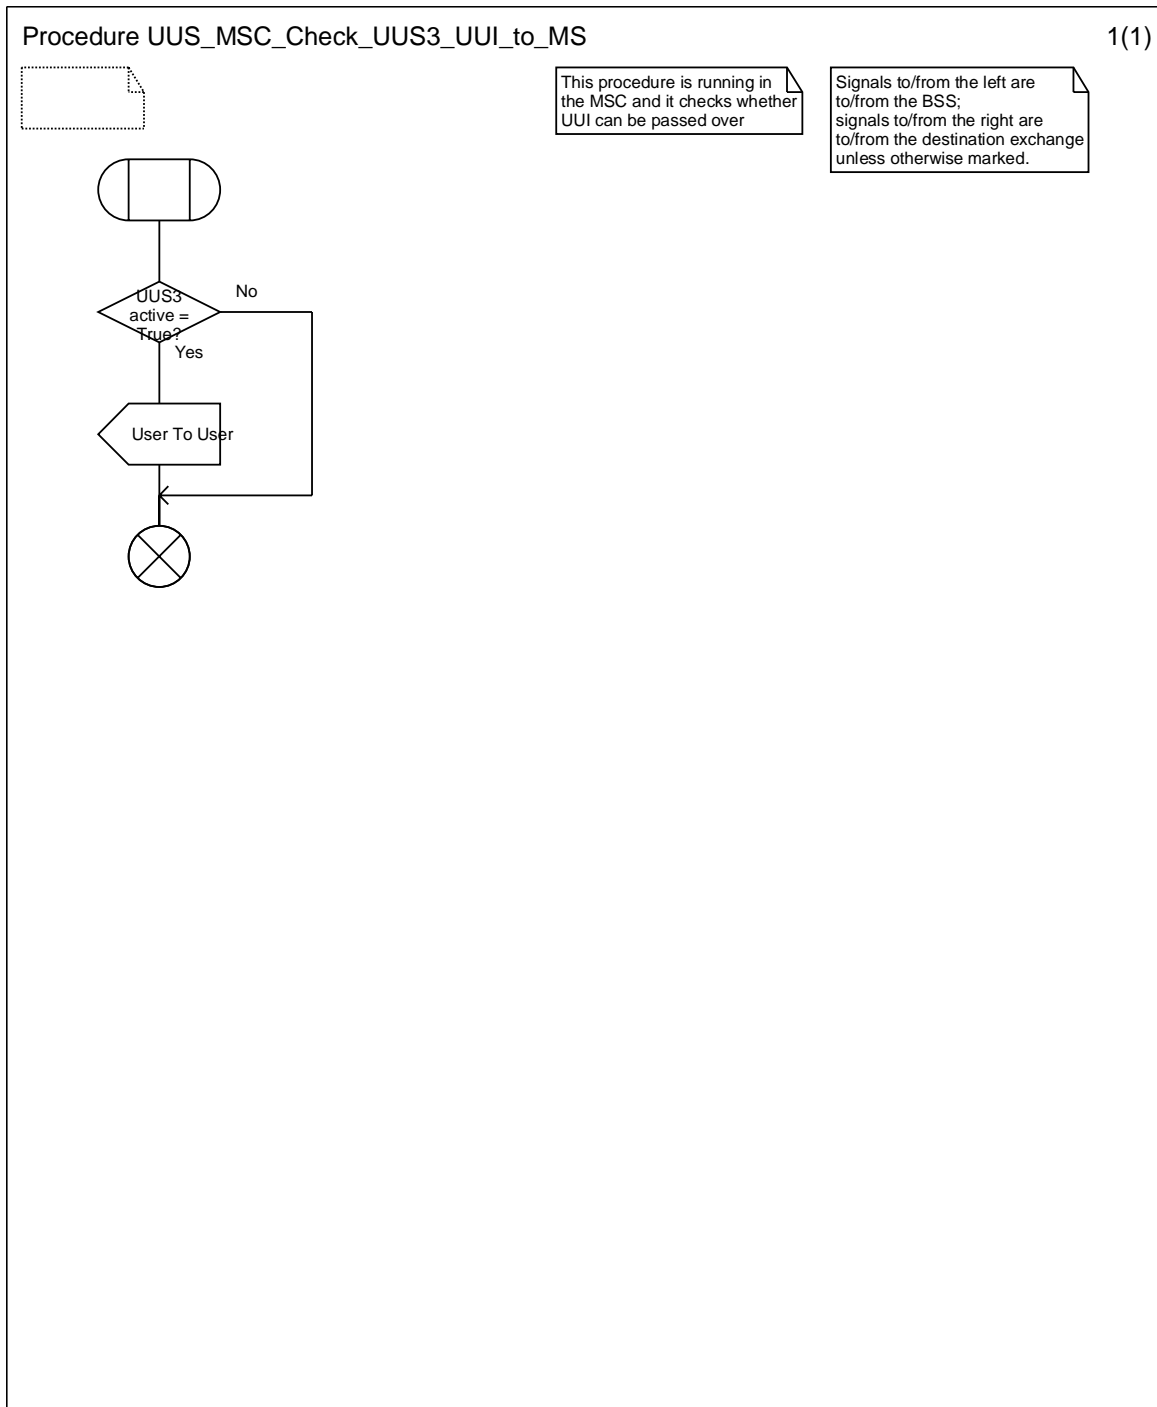 Procedure UUS_MSC_Check_UUS3_UUI_to_MS
1(1)
This procedure is running in
the MSC and it checks whether
UUI can be passed over
Signals to/from the left are
to/from the BSS;
signals to/from the right are
to/from the destination exchange
unless otherwise marked.
UUS3
active =
True?
No
Yes
User To User